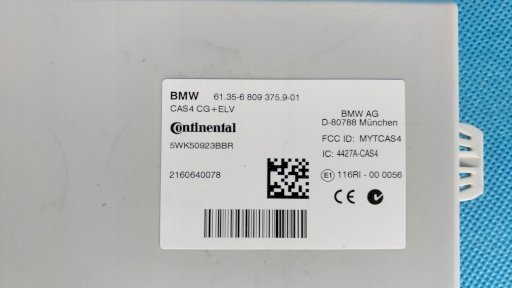 BMW 61.35-6 809 375.9-01
CAS4 CG+ELV
Continental
5WK50923BBR
2160640078
BMW AG
D-80788 München
FCC ID: MYTCAS4
IC: 4427A-CAS4
E1 116RI - 00 0056
CE